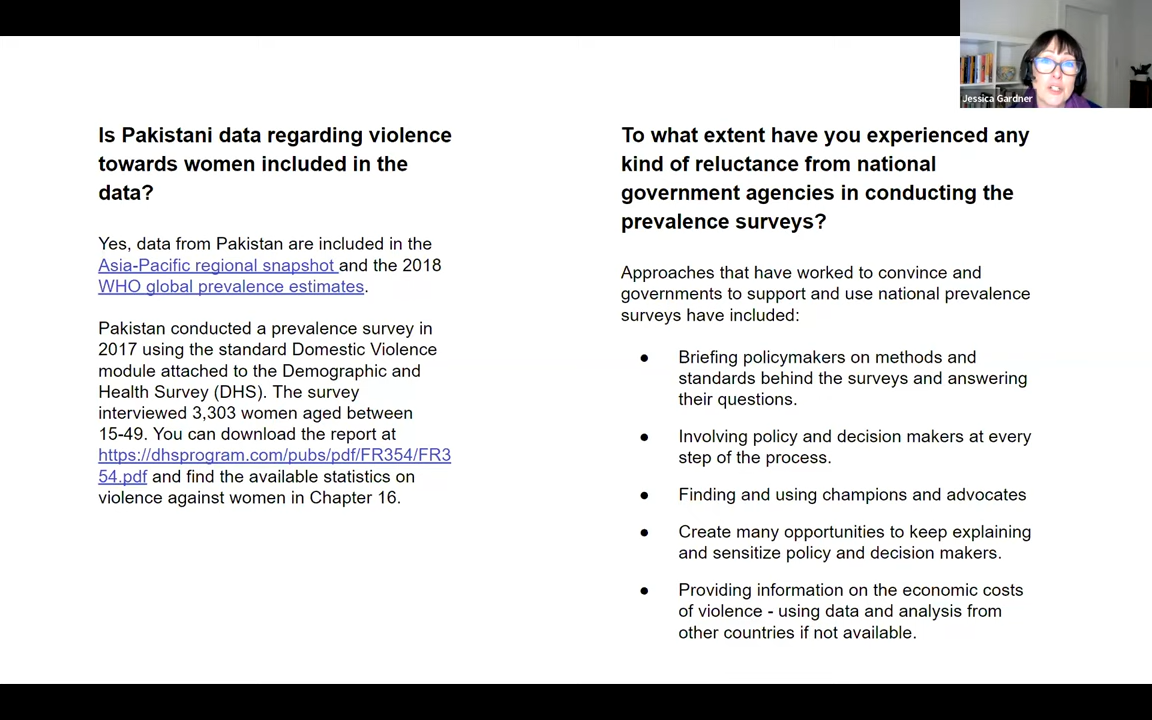 Jessica Gardner
Is Pakistani data regarding violence
towards women included in the
data?
Yes, data from Pakistan are included in the
Asia-Pacific regional snapshot and the 2018
WHO global prevalence estimates.
Pakistan conducted a prevalence survey in
2017 using the standard Domestic Violence
module attached to the Demographic and
Health Survey (DHS). The survey
interviewed 3,303 women aged between
15-49. You can download the report at
https://dhsprogram.com/pubs/pdf/FR354/FR3
54.pdf and find the available statistics on
violence against women in Chapter 16.
To what extent have you experienced any
kind of reluctance from national
government agencies in conducting the
prevalence surveys?
Approaches that have worked to convince and
governments to support and use national prevalence
surveys have included:
● Briefing policymakers on methods and
standards behind the surveys and answering
their questions.
● Involving policy and decision makers at every
step of the process.
● Finding and using champions and advocates
● Create many opportunities to keep explaining
and sensitize policy and decision makers.
● Providing information on the economic costs
of violence - using data and analysis from
other countries if not available.